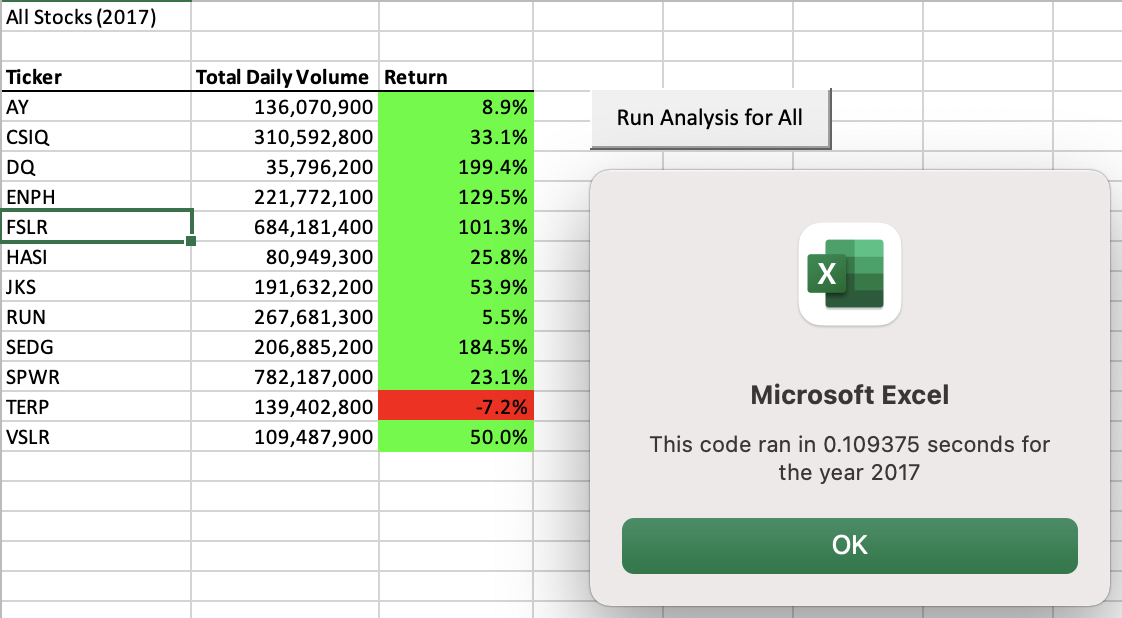 All Stocks (2017)
Ticker Total Daily Volume Return
AY 136,070,900 8.9%
CSIQ 310,592,800 33.1%
DQ 35,796,200 199.4%
ENPH 221,772,100 129.5%
FSLR 684,181,400 101.3%
HASI 80,949,300 25.8%
JKS 191,632,200 53.9%
RUN 267,681,300 5.5%
SEDG 206,885,200 184.5%
SPWR 782,187,000 23.1%
TERP 139,402,800 -7.2%
VSLR 109,487,900 50.0%
Run Analysis for All
X
Microsoft Excel
This code ran in 0.109375 seconds for
the year 2017
OK